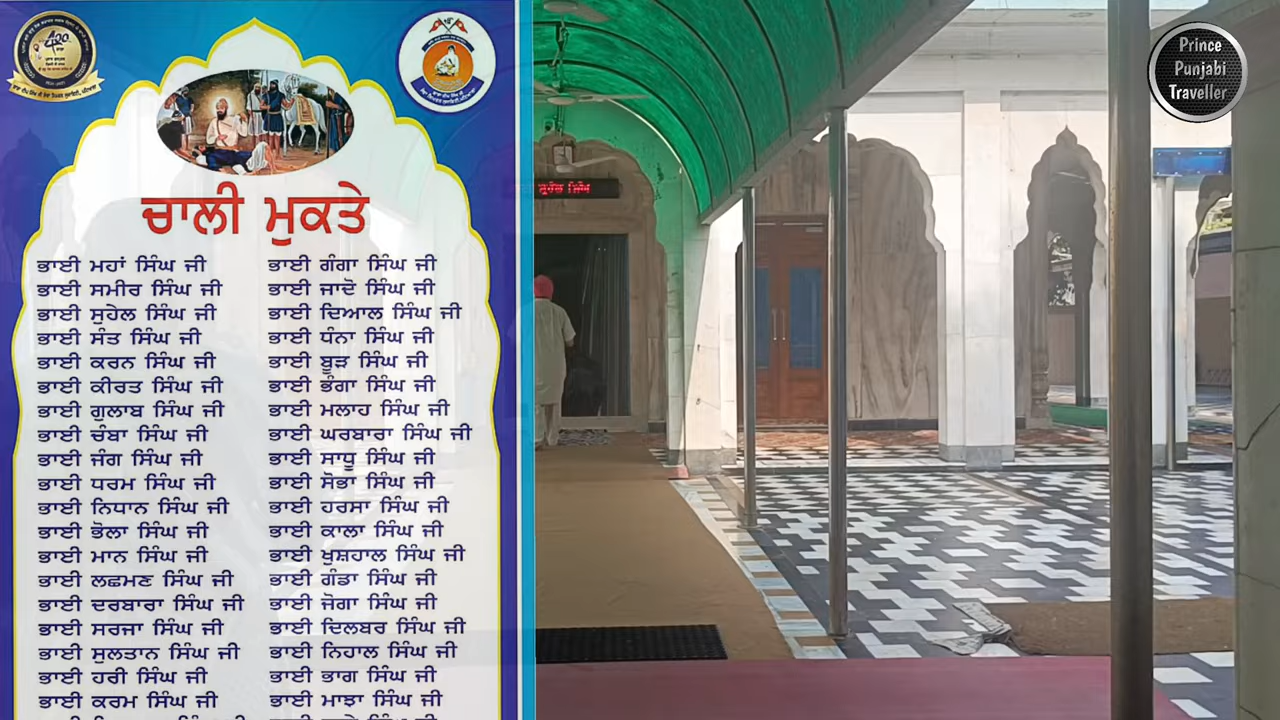 ਚਾਲੀ ਮੁਕਤੇ
ਭਾਈ ਮਹਾਂ ਸਿੰਘ ਜੀ
ਭਾਈ ਸਮੀਰ ਸਿੰਘ ਜੀ
ਭਾਈ ਸੁਹੇਲ ਸਿੰਘ ਜੀ
ਭਾਈ ਸੰਤ ਸਿੰਘ ਜੀ
ਭਾਈ ਕਰਨ ਸਿੰਘ ਜੀ
ਭਾਈ ਕੀਰਤ ਸਿੰਘ ਜੀ
ਭਾਈ ਗੁਲਾਬ ਸਿੰਘ ਜੀ
ਭਾਈ ਚੰਬਾ ਸਿੰਘ ਜੀ
ਭਾਈ ਜੰਗ ਸਿੰਘ ਜੀ
ਭਾਈ ਧਰਮ ਸਿੰਘ ਜੀ
ਭਾਈ ਨਿਧਾਨ ਸਿੰਘ ਜੀ
ਭਾਈ ਭੋਲਾ ਸਿੰਘ ਜੀ
ਭਾਈ ਮਾਨ ਸਿੰਘ ਜੀ
ਭਾਈ ਲਛਮਣ ਸਿੰਘ ਜੀ
ਭਾਈ ਦਰਬਾਰਾ ਸਿੰਘ ਜੀ
ਭਾਈ ਸਰਜਾ ਸਿੰਘ ਜੀ
ਭਾਈ ਸੁਲਤਾਨ ਸਿੰਘ ਜੀ
ਭਾਈ ਹਰੀ ਸਿੰਘ ਜੀ
ਭਾਈ ਕਰਮ ਸਿੰਘ ਜੀ
ਭਾਈ ਗੰਗਾ ਸਿੰਘ ਜੀ
ਭਾਈ ਜਾਦੋ ਸਿੰਘ ਜੀ
ਭਾਈ ਦਿਆਲ ਸਿੰਘ ਜੀ
ਭਾਈ ਧੰਨਾ ਸਿੰਘ ਜੀ
ਭਾਈ ਬੂੜ ਸਿੰਘ ਜੀ
ਭਾਈ ਭੰਗਾ ਸਿੰਘ ਜੀ
ਭਾਈ ਮਲਾਹ ਸਿੰਘ ਜੀ
ਭਾਈ ਘਰਬਾਰਾ ਸਿੰਘ ਜੀ
ਭਾਈ ਸਾਧੂ ਸਿੰਘ ਜੀ
ਭਾਈ ਸੋਭਾ ਸਿੰਘ ਜੀ
ਭਾਈ ਹਰਸਾ ਸਿੰਘ ਜੀ
ਭਾਈ ਕਾਲਾ ਸਿੰਘ ਜੀ
ਭਾਈ ਖੁਸ਼ਹਾਲ ਸਿੰਘ ਜੀ
ਭਾਈ ਗੰਡਾ ਸਿੰਘ ਜੀ
ਭਾਈ ਜੋਗਾ ਸਿੰਘ ਜੀ
ਭਾਈ ਦਿਲਬਰ ਸਿੰਘ ਜੀ
ਭਾਈ ਨਿਹਾਲ ਸਿੰਘ ਜੀ
ਭਾਈ ਭਾਗ ਸਿੰਘ ਜੀ
ਭਾਈ ਮਾਝਾ ਸਿੰਘ ਜੀ
Prince
Punjabi
Traveller